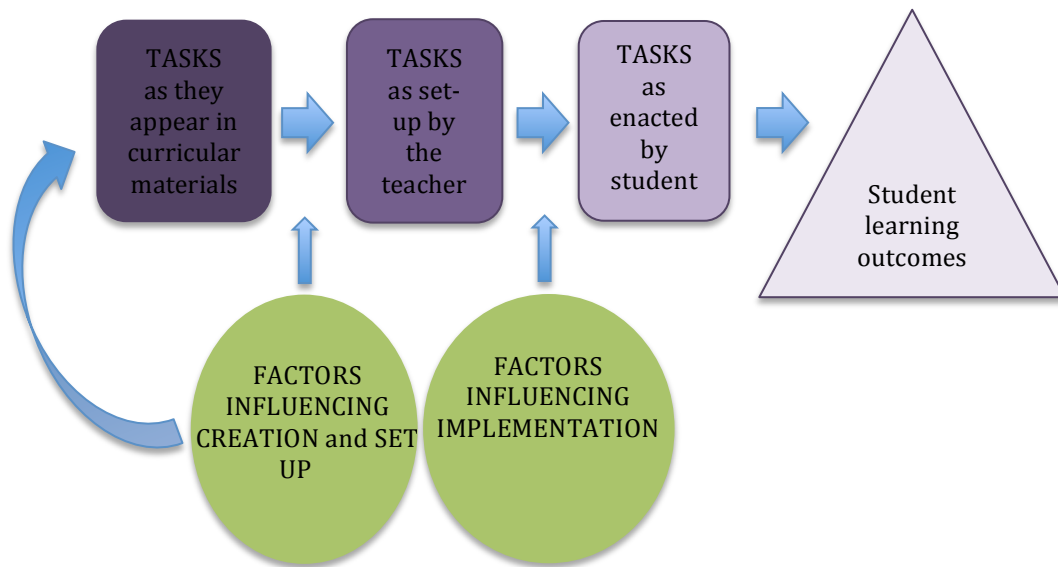 TASKS
as they
appear in
curricular
materials
TASKS
as set-
up by
the
teacher
TASKS
as
enacted
by
student
Student
learning
outcomes
FACTORS
INFLUENCING
CREATION and SET
UP
FACTORS
INFLUENCING
IMPLEMENTATION